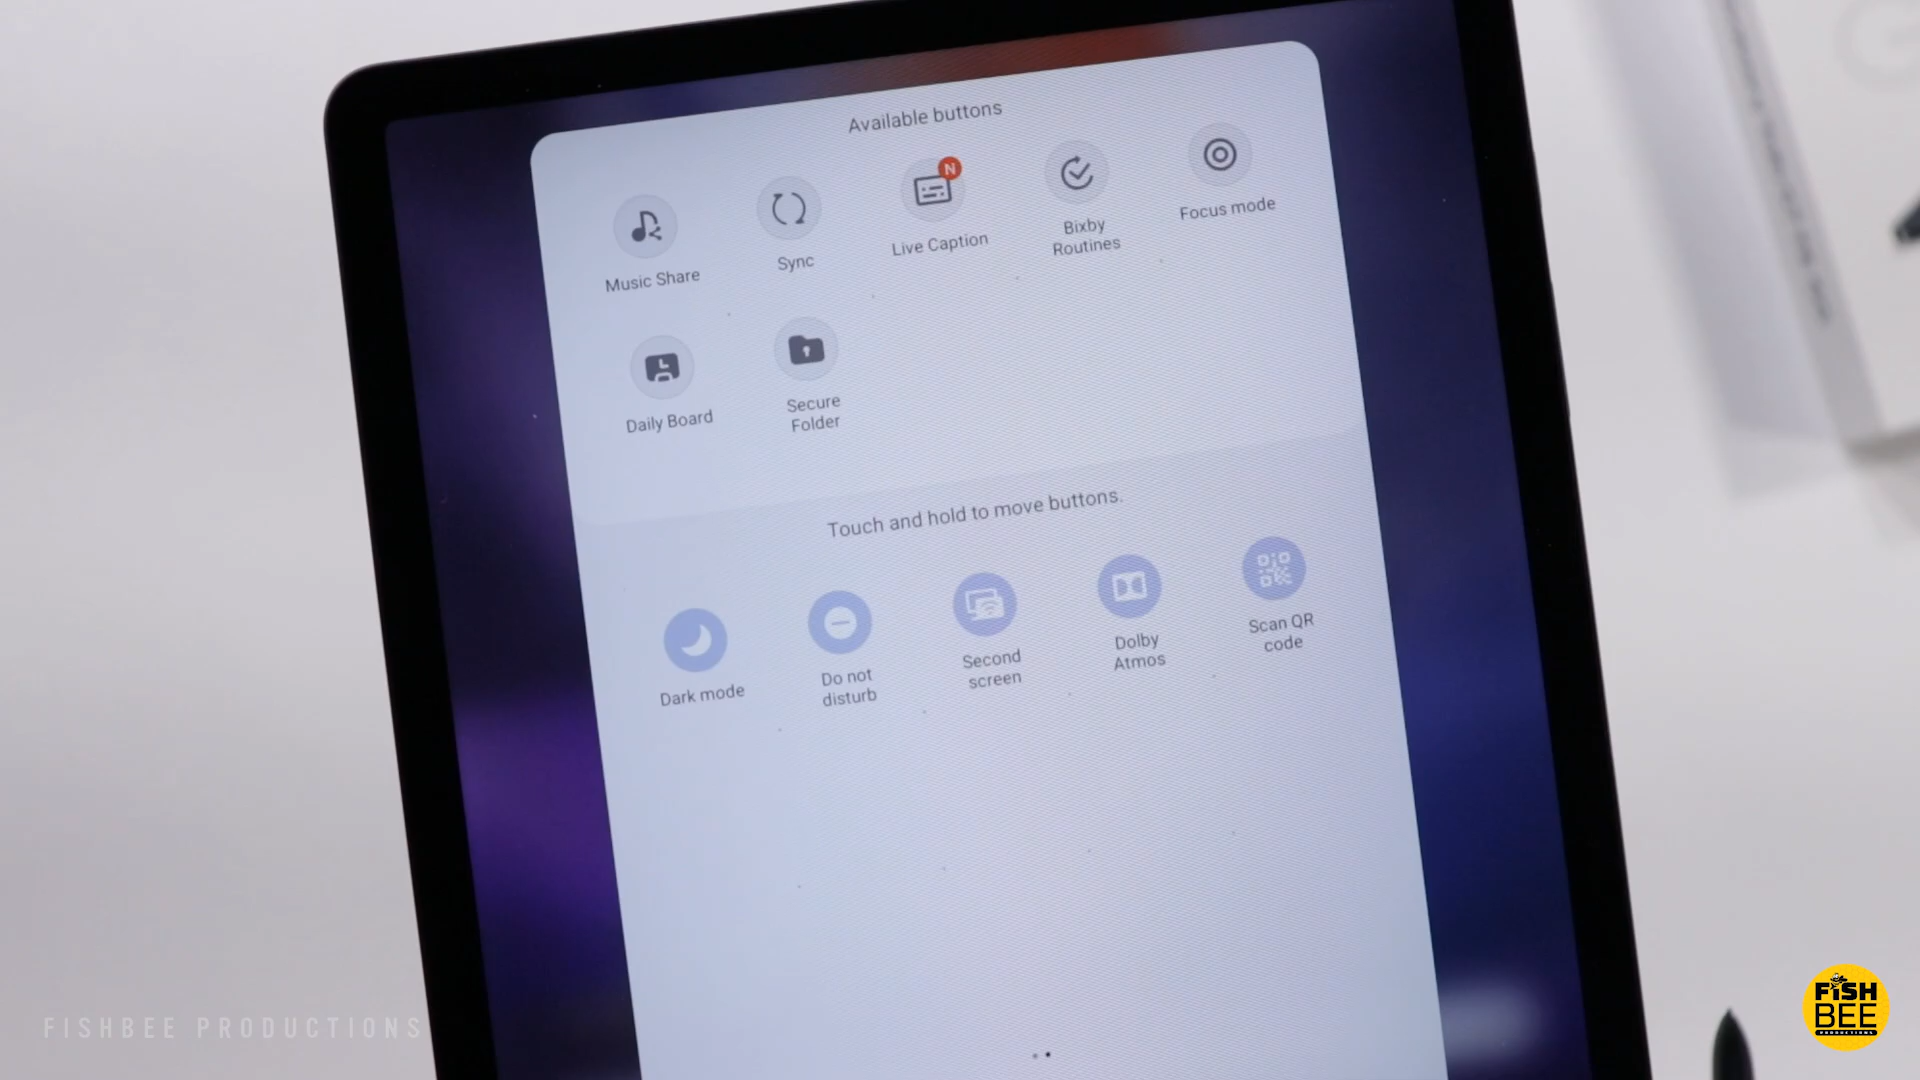 Available buttons
Music Share
Sync
N
Live Caption
Bixby
Routines
Focus mode
Daily Board
Secure
Folder
Touch and hold to move buttons.
Dark mode
Do not
disturb
Second
screen
Dolby
Atmos
Scan QR
code
FISHBEE PRODUCTIONS
FISH
BEE
PRODUCTIONS